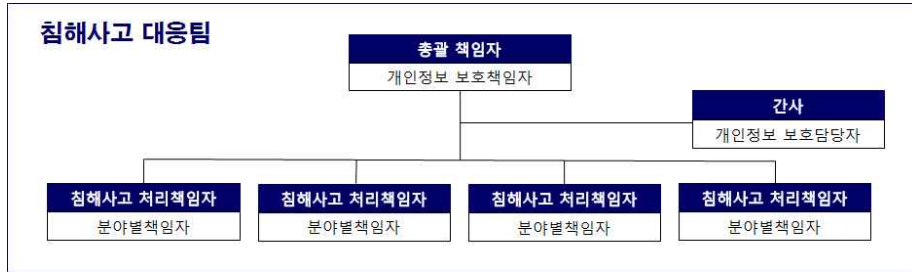 침해사고 대응팀
총괄 책임자
개인정보 보호책임자
간사
개인정보 보호담당자
침해사고 처리책임자
분야별책임자
침해사고 처리책임자
분야별책임자
침해사고 처리책임자
분야별책임자
침해사고 처리책임자
분야별책임자